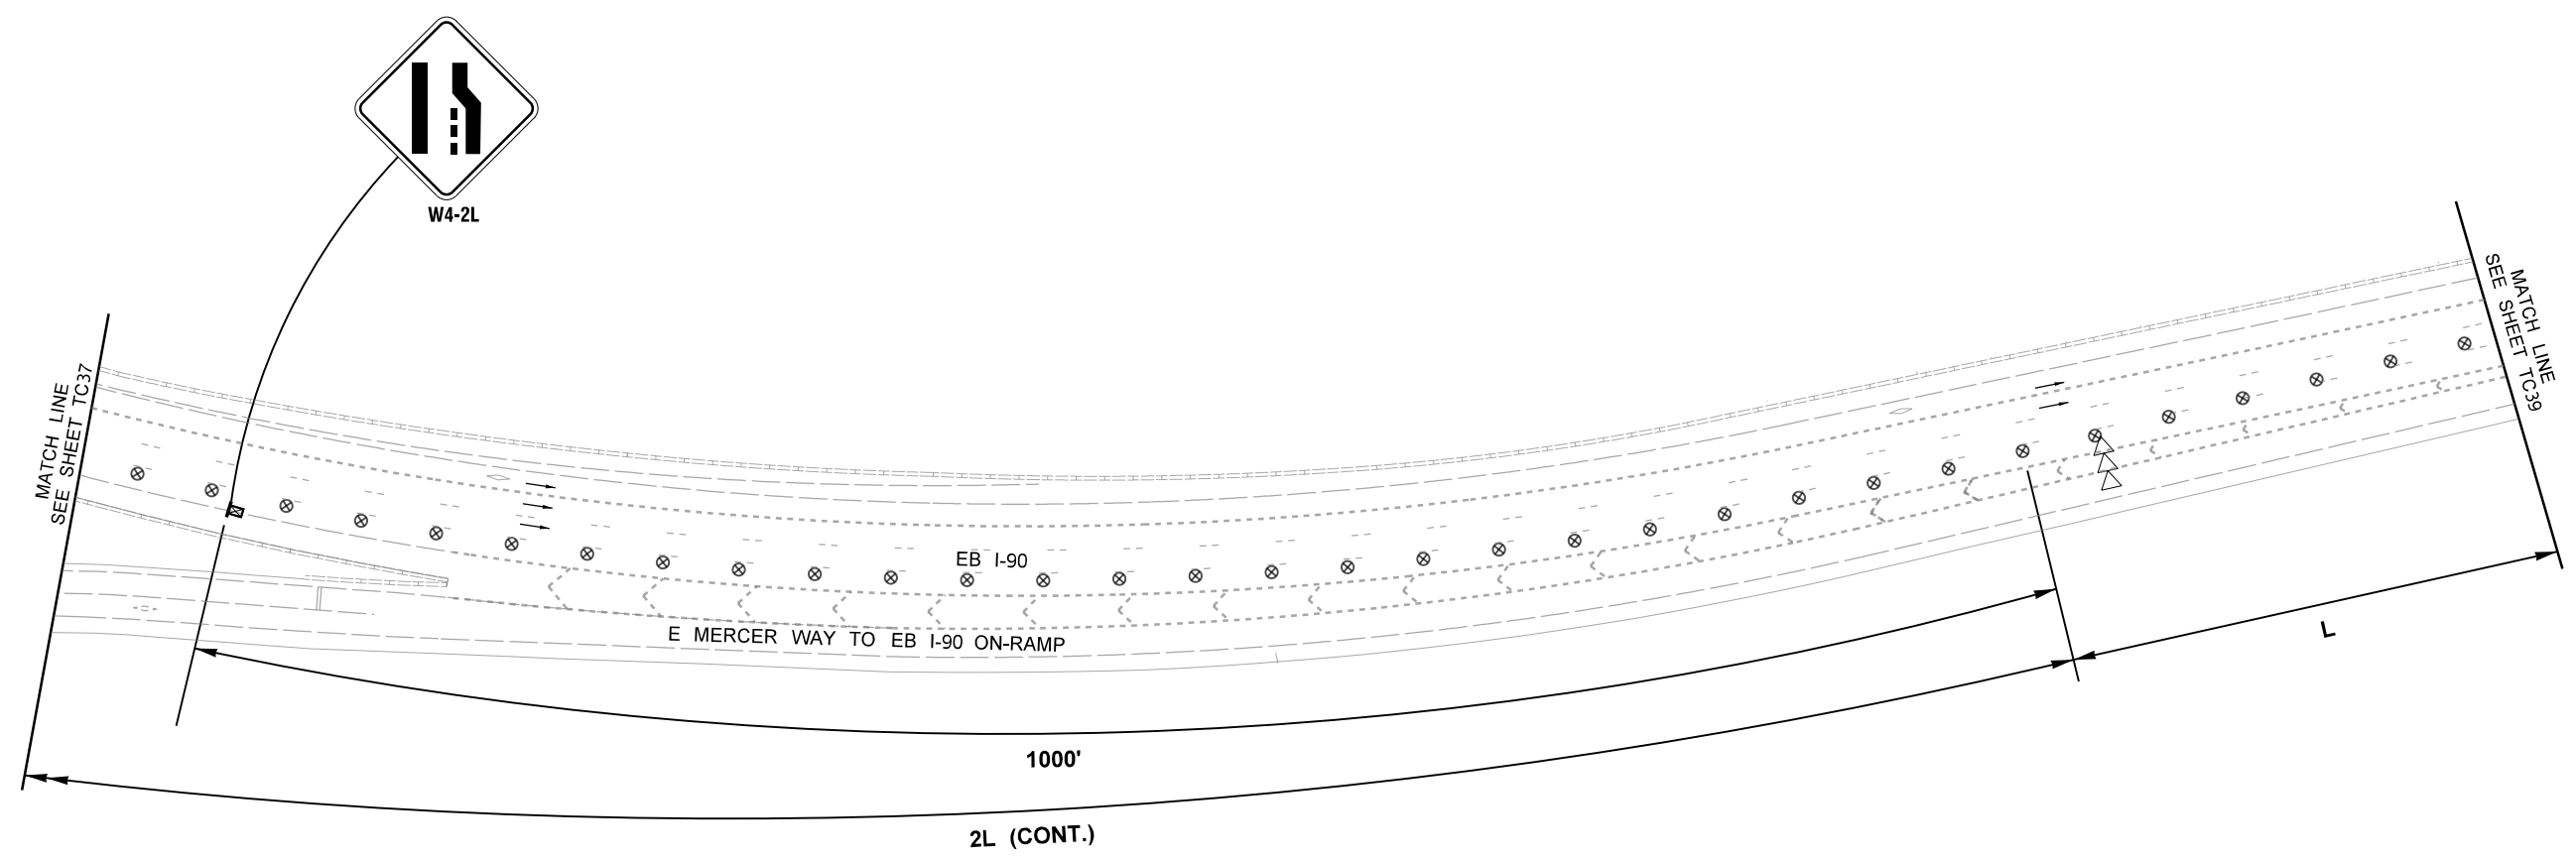 W4-2L
MATCH LINE
SEE SHEET TC37
MATCH LINE
SEE SHEET TC39
EB I-90
E MERCER WAY TO EB I-90 ON-RAMP
L
1000'
2L (CONT.)